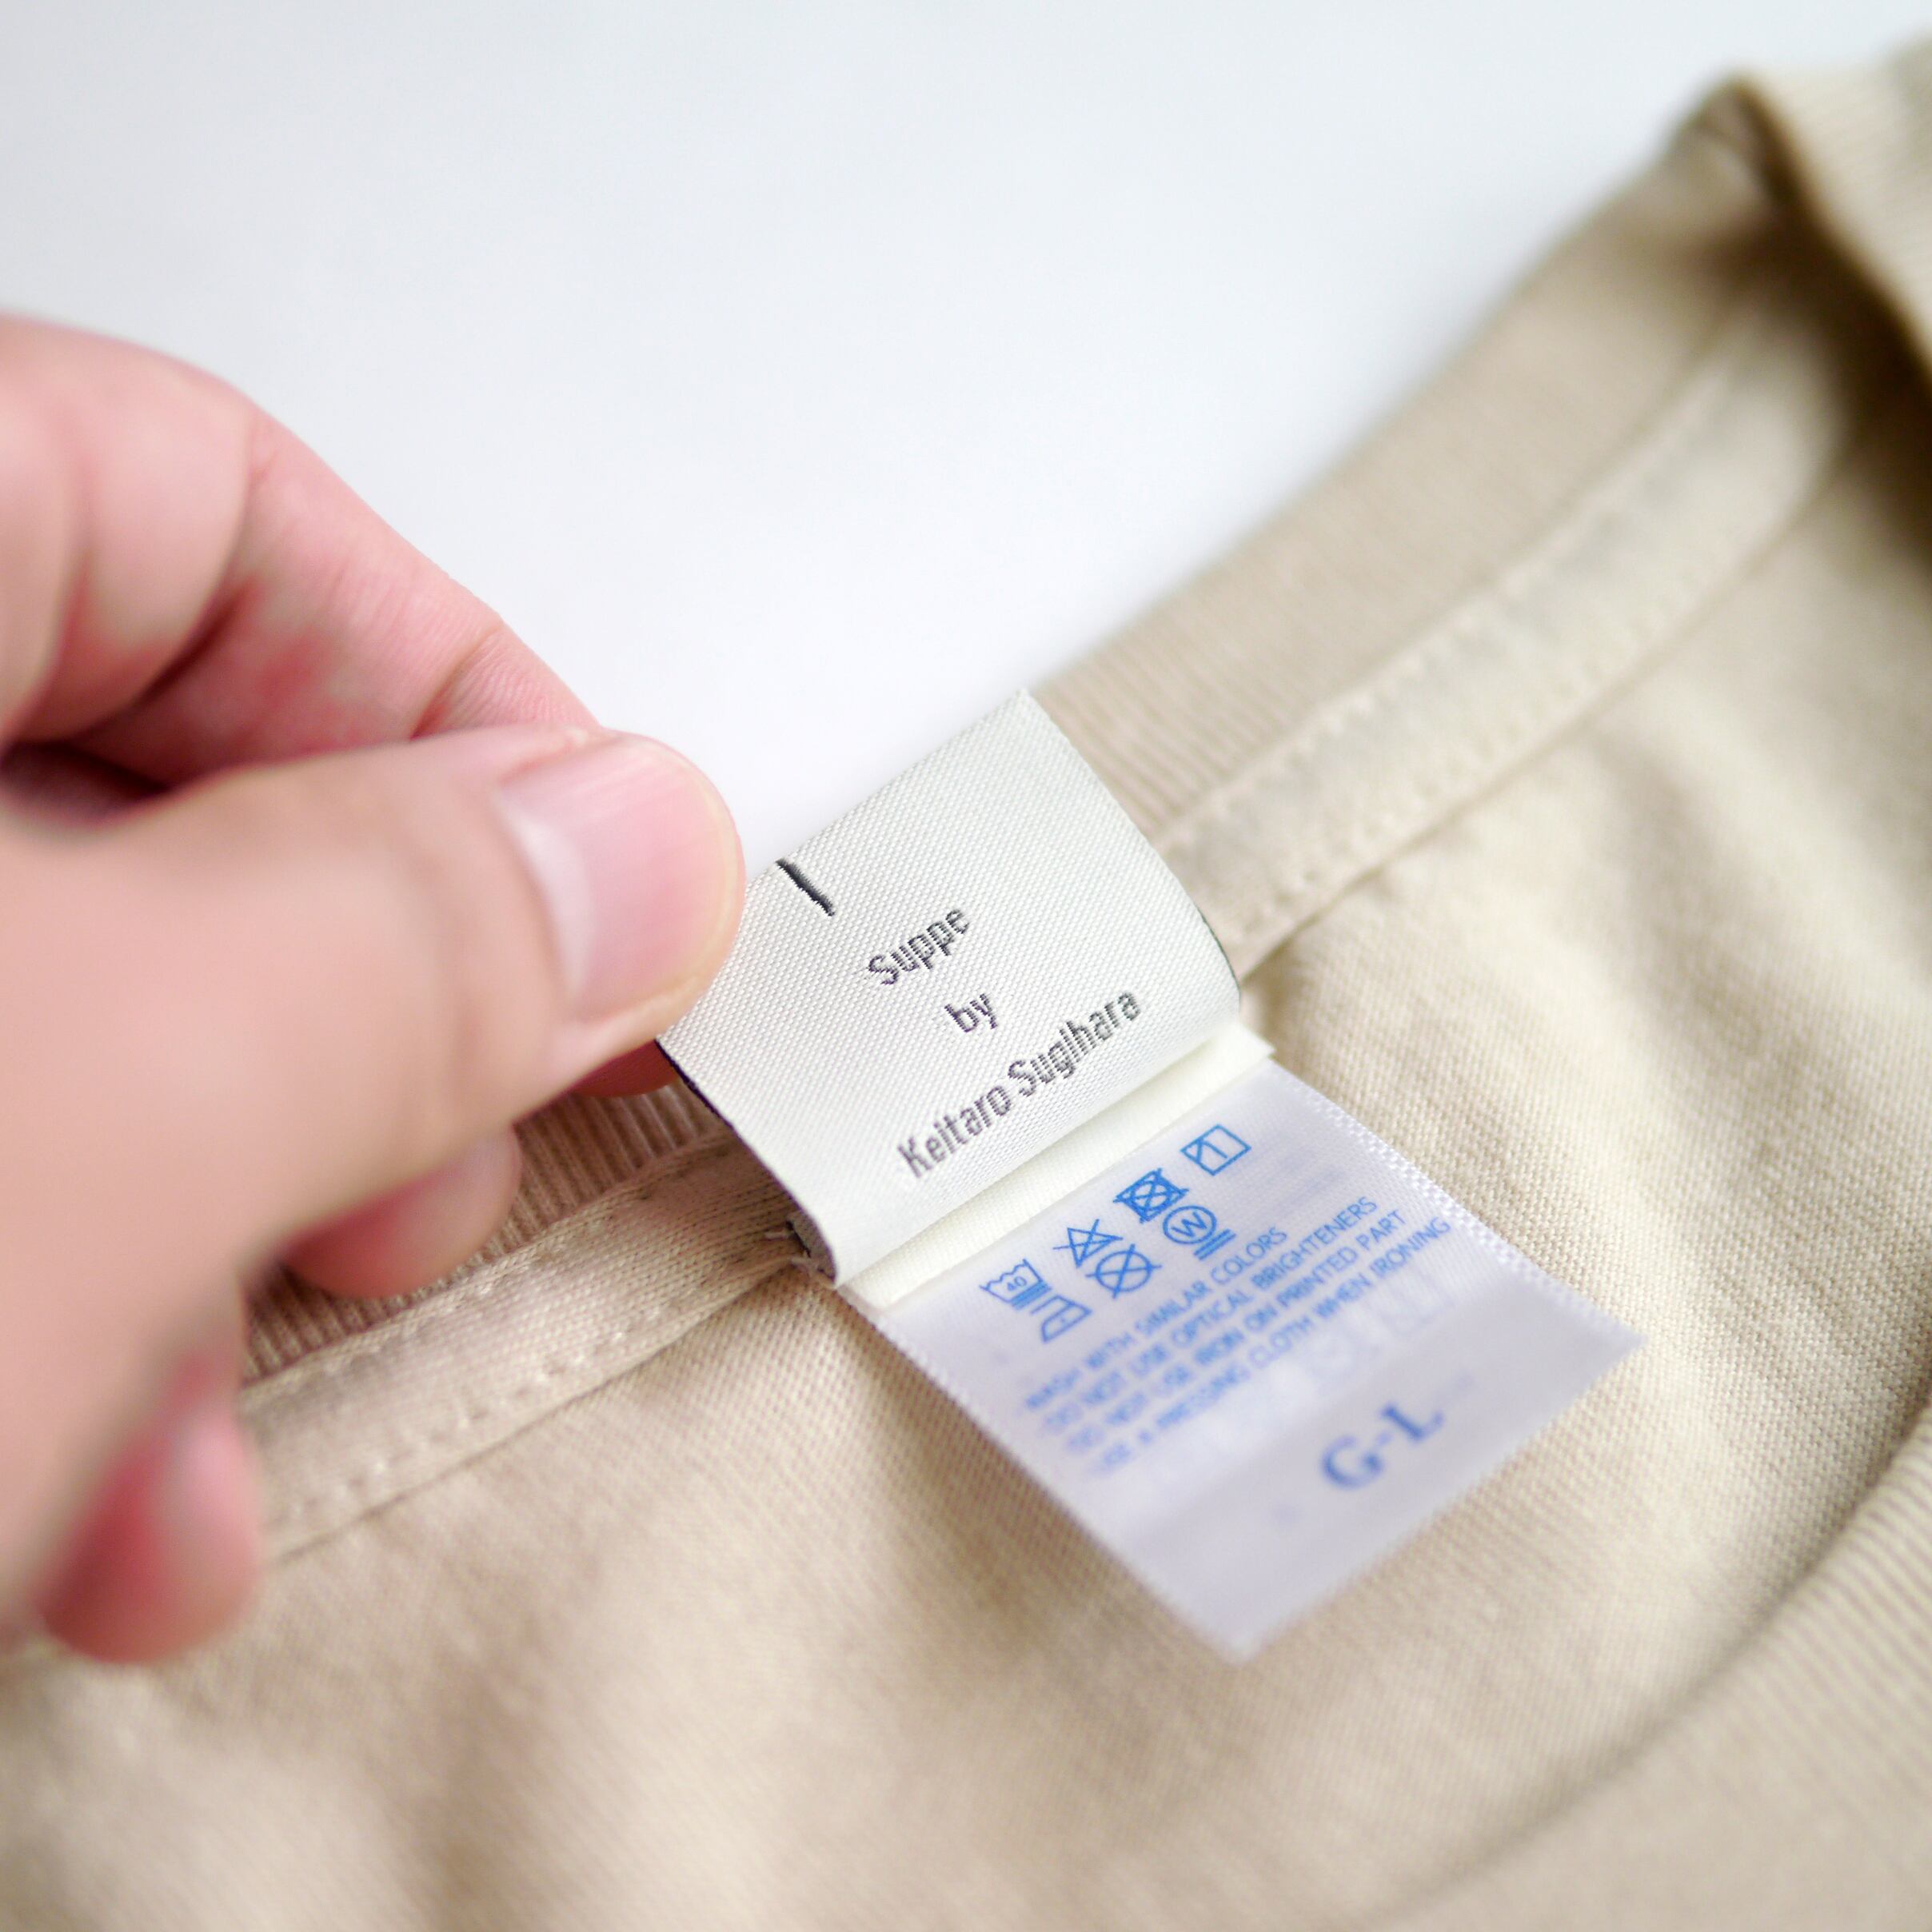 Suppe
by
Keitaro Sugihara
40
W
WASH WITH SIMILAR COLORS
DO NOT USE OPTICAL BRIGHTENERS
DO NOT USE IRON ON PRINTED PART
USE A PRESSING CLOTH WHEN IRONING
G-L